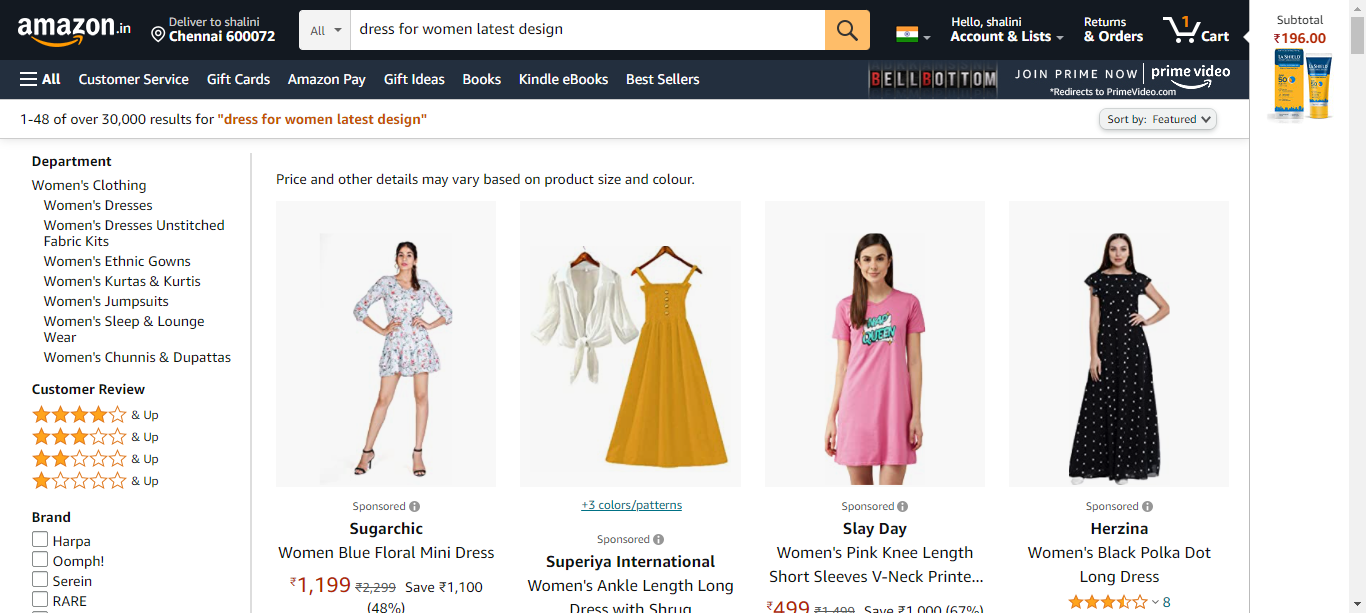 amazon.in
Deliver to shalini
Chennai 600072
All
dress for women latest design
Hello, shalini
Account & Lists
Returns
& Orders
1
Cart
Subtotal
₹196.00
All
Customer Service
Gift Cards
Amazon Pay
Gift Ideas
Books
Kindle eBooks
Best Sellers
BELLBOTTOM
JOIN PRIME NOW
prime video
*Redirects to PrimeVideo.com
1-48 of over 30,000 results for "dress for women latest design"
Sort by: Featured
Department
Women's Clothing
Women's Dresses
Women's Dresses Unstitched
Fabric Kits
Women's Ethnic Gowns
Women's Kurtas & Kurtis
Women's Jumpsuits
Women's Sleep & Lounge
Wear
Women's Chunnis & Dupattas
Customer Review
& Up
& Up
& Up
& Up
Brand
Harpa
Oomph!
Serein
RARE
Price and other details may vary based on product size and colour.
Sponsored
Sugarchic
Women Blue Floral Mini Dress
₹1,199 ₹2,299 Save ₹1,100
(48%)
+3 colors/patterns
Sponsored
Superiya International
Women's Ankle Length Long
Dress with Shrug
NAP
QUEEN
Sponsored
Slay Day
Women's Pink Knee Length
Short Sleeves V-Neck Printe...
₹499 ₹1,499 Save ₹1,000 (67%)
Sponsored
Herzina
Women's Black Polka Dot
Long Dress
8